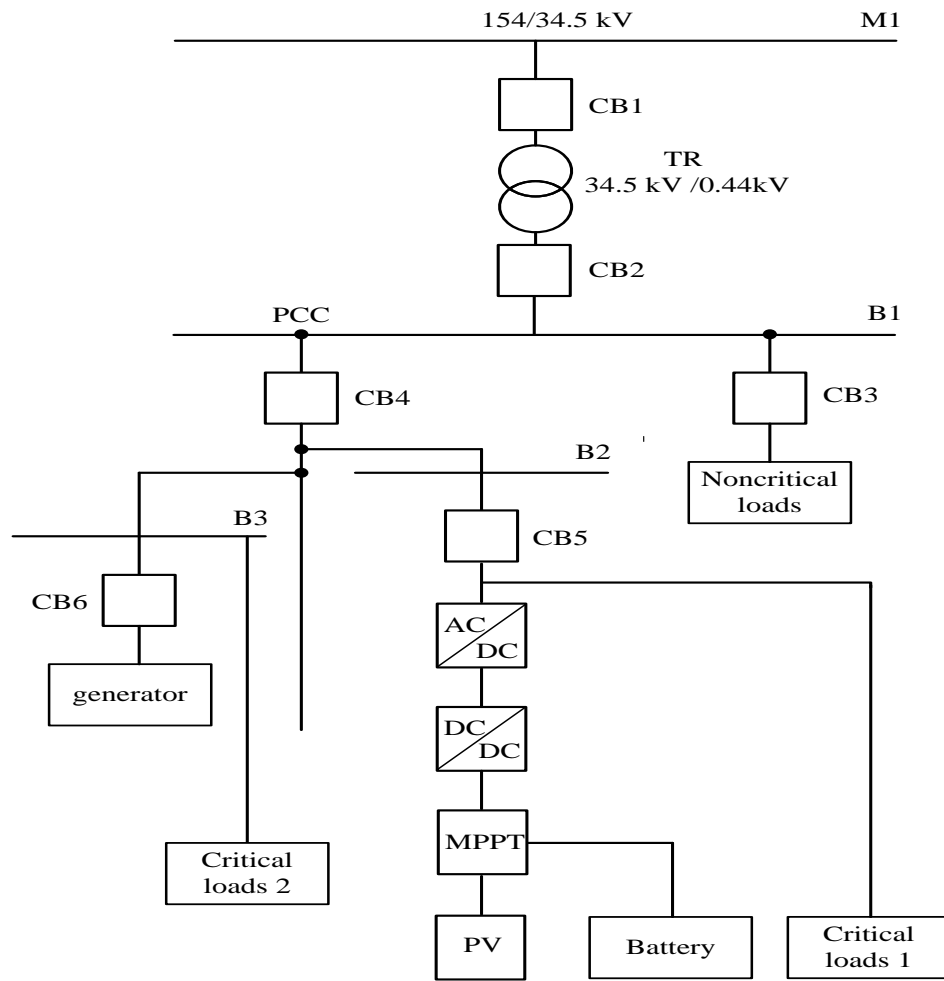 154/34.5 kV
M1
CB1
TR
34.5 kV /0.44kV
CB2
PCC
B1
CB4
CB3
B2
Noncritical
loads
B3
CB5
CB6
AC
DC
generator
DC
DC
MPPT
Critical
loads 2
PV
Battery
Critical
loads 1